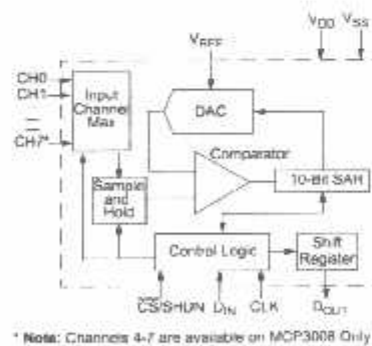 VREF
VDD VSS
CH0
CH1
CH7*
Input
Channel
Max
DAC
Comparator
Sample
and
Hold
10-Bit SAR
Control Logic
Shift
Register
CS/SHDN DIN CLK
DOUT
* Note: Channels 4-7 are available on MCP3008 Only